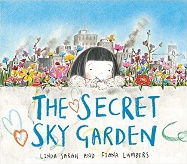 THE SECRET
SKY GARDEN
LINDA SARAH AND FIONA LUMBERS